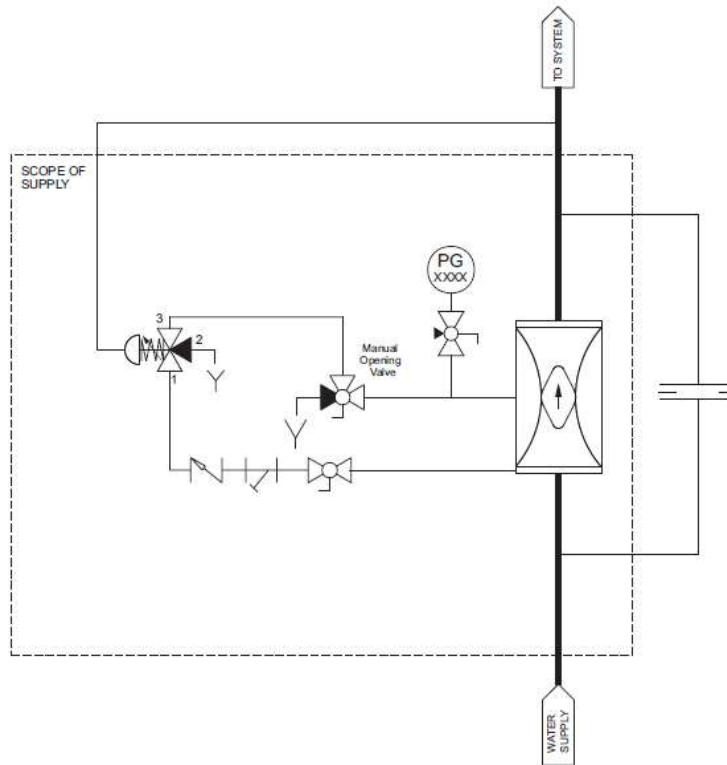 TO SYSTEM
SCOPE OF
SUPPLY
PG
XXXX
3
2
1
Manual
Opening
Valve
WATER
SUPPLY